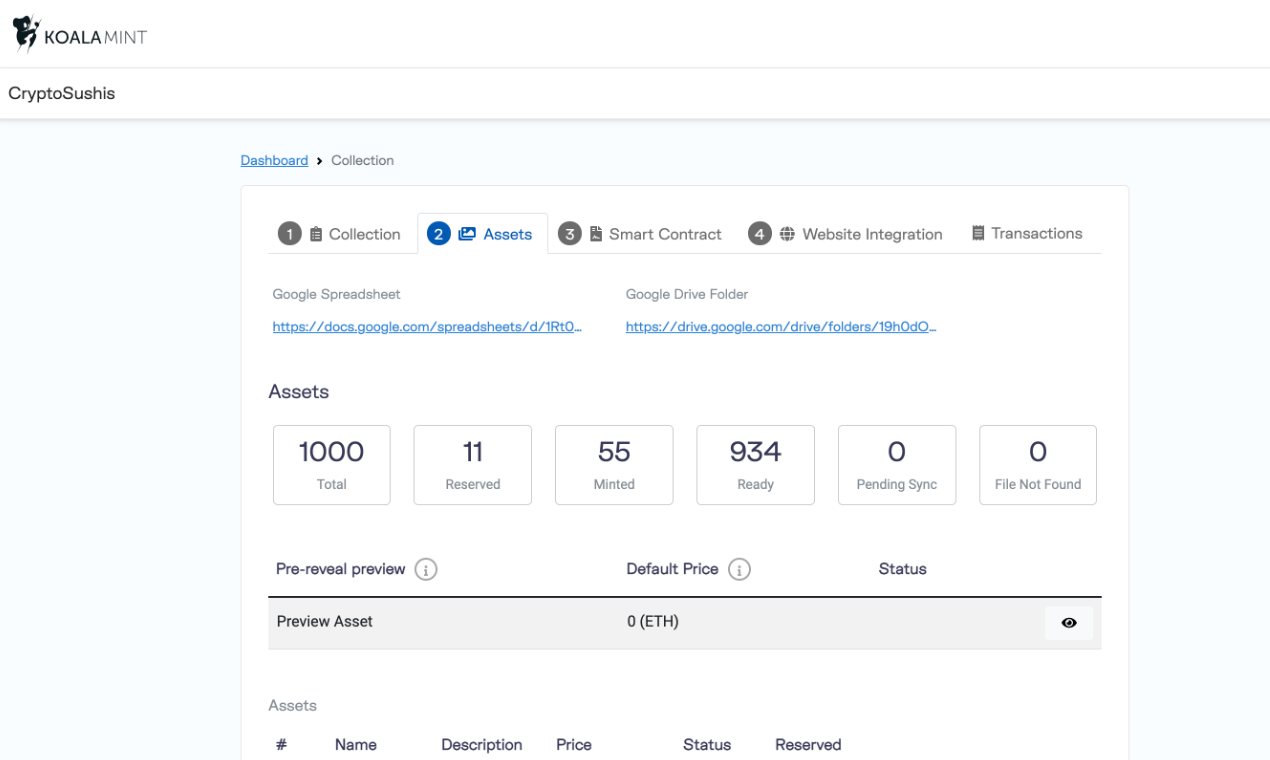 KOALAMINT
CryptoSushis
Dashboard > Collection
1 Collection 2 Assets 3 Smart Contract 4 Website Integration Transactions
Google Spreadsheet Google Drive Folder
https://docs.google.com/spreadsheets/d/1Rt0... https://drive.google.com/drive/folders/19h0dO...
Assets
1000 11 55 934 0 0
Total Reserved Minted Ready Pending Sync File Not Found
Pre-reveal preview i Default Price i Status
Preview Asset 0 (ETH)
Assets
# Name Description Price Status Reserved